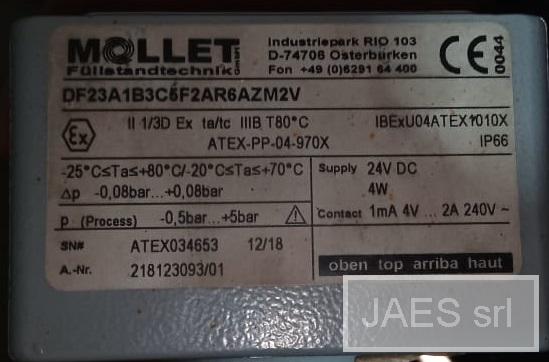 MOLLET
Füllstandtechnik GmbH
Industriepark RIO 103
D-74706 Osterburken
Fon +49 (0)6291 64 400
CE 0044
DF23A1B3C6F2AR6AZM2V
Ex II 1/3D Ex ta/tc IIIB T80°C IBExU04ATEX1010X
ATEX-PP-04-970X IP66
-25°C≤Ta≤+80°C/-20°C≤Ta≤+70°C
Δp -0,08bar...+0,08bar
p (Process) -0,5bar...+5bar
Supply 24V DC
4W
Contact 1mA 4V ... 2A 240V ~
SN# ATEX034653 12/18
A.-Nr. 218123093/01
oben top arriba haut
JAES srl